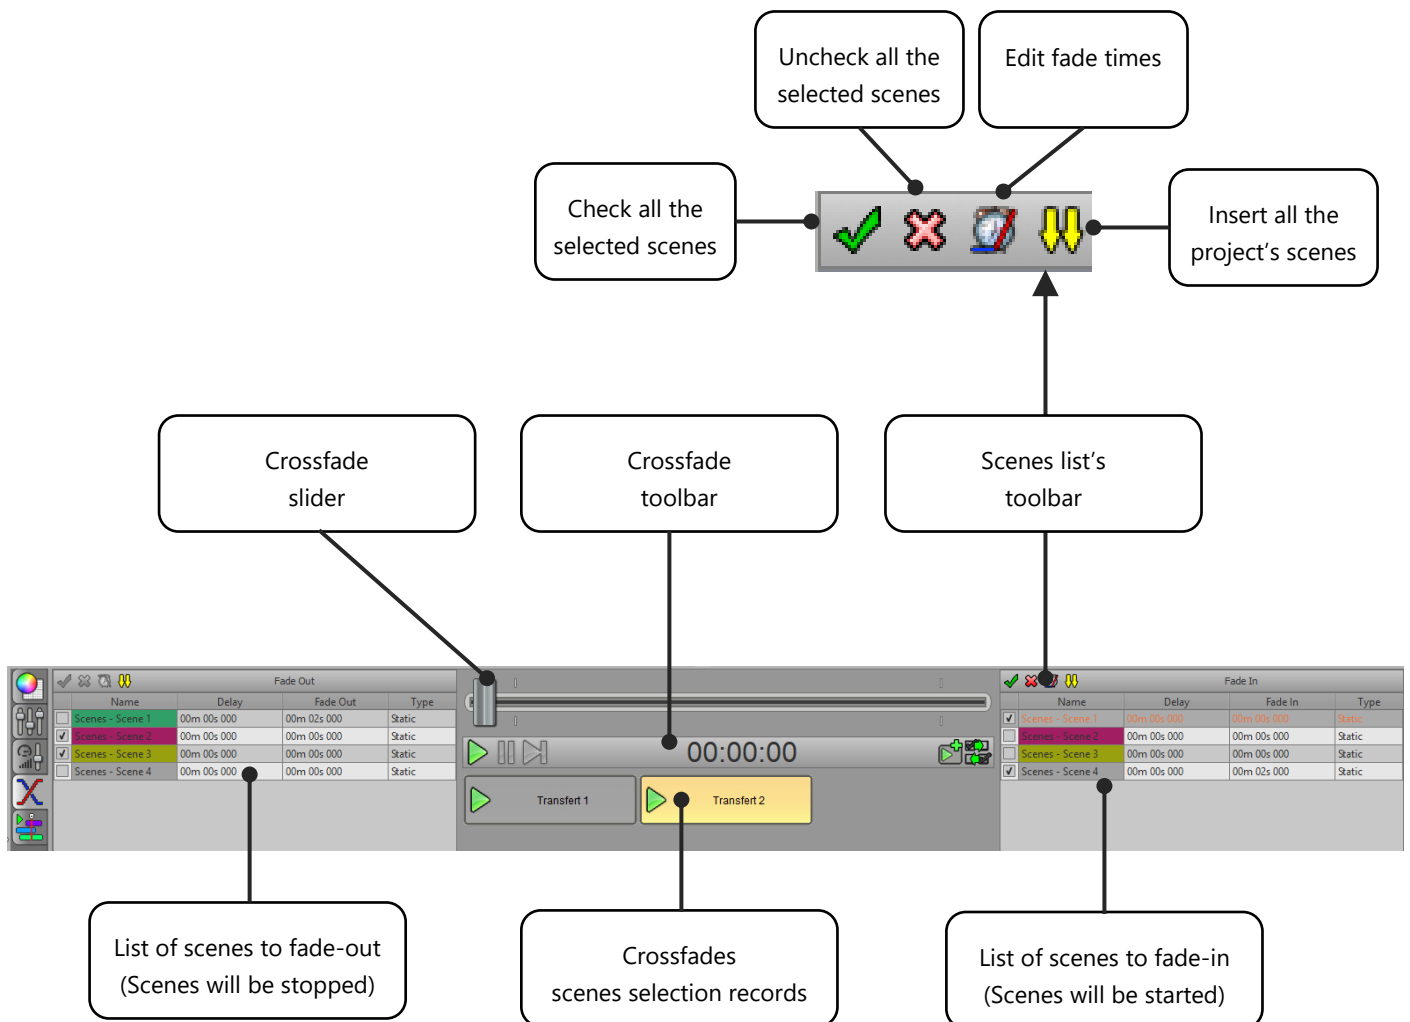 Uncheck all the
selected scenes
Edit fade times
Check all the
selected scenes
Insert all the
project's scenes
Crossfade
slider
Crossfade
toolbar
Scenes list's
toolbar
Fade Out
Name Delay Fade Out Type
Scenes - Scene 1 00m 00s 000 00m 02s 000 Static
Scenes - Scene 2 00m 00s 000 00m 00s 000 Static
Scenes - Scene 3 00m 00s 000 00m 00s 000 Static
Scenes - Scene 4 00m 00s 000 00m 00s 000 Static
00:00:00
Transfert 1
Transfert 2
Fade In
Name Delay Fade In Type
Scenes - Scene 1 00m 00s 000 00m 00s 000 Static
Scenes - Scene 2 00m 00s 000 00m 00s 000 Static
Scenes - Scene 3 00m 00s 000 00m 00s 000 Static
Scenes - Scene 4 00m 00s 000 00m 02s 000 Static
List of scenes to fade-out
(Scenes will be stopped)
Crossfades
scenes selection records
List of scenes to fade-in
(Scenes will be started)